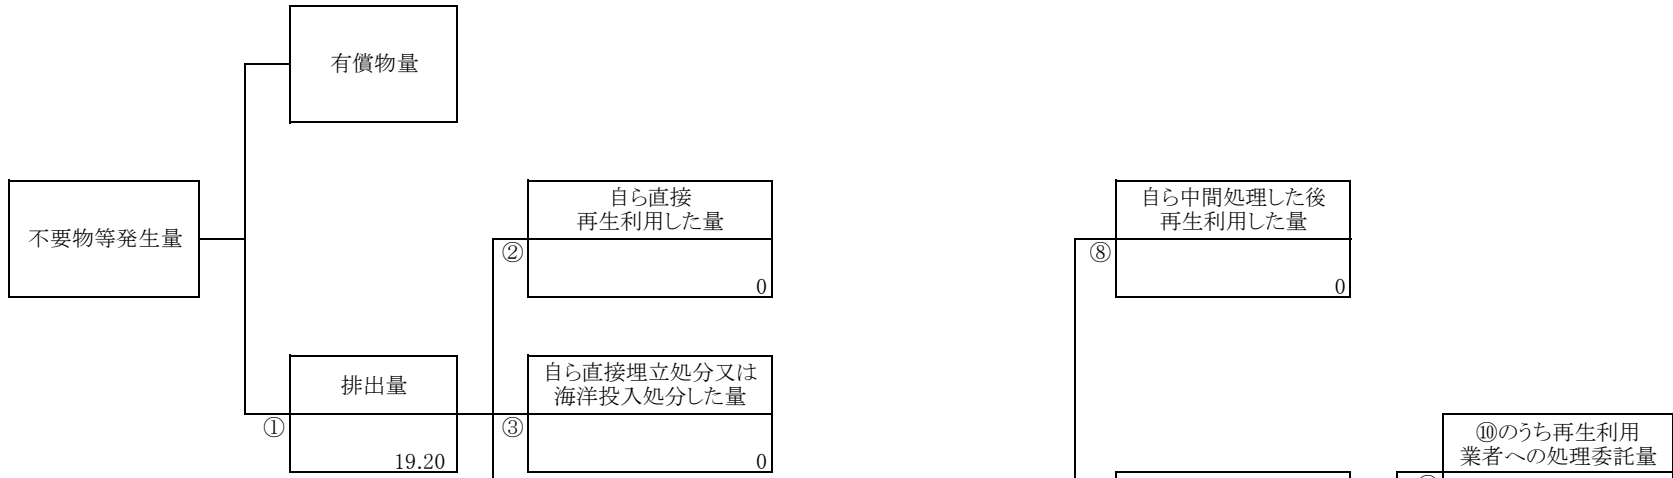 有償物量
不要物等発生量
自ら直接
再生利用した量
②
0
自ら中間処理した後
再生利用した量
⑧
0
排出量
①
19.20
自ら直接埋立処分又は
海洋投入処分した量
③
0
⑩のうち再生利用
業者への処理委託量